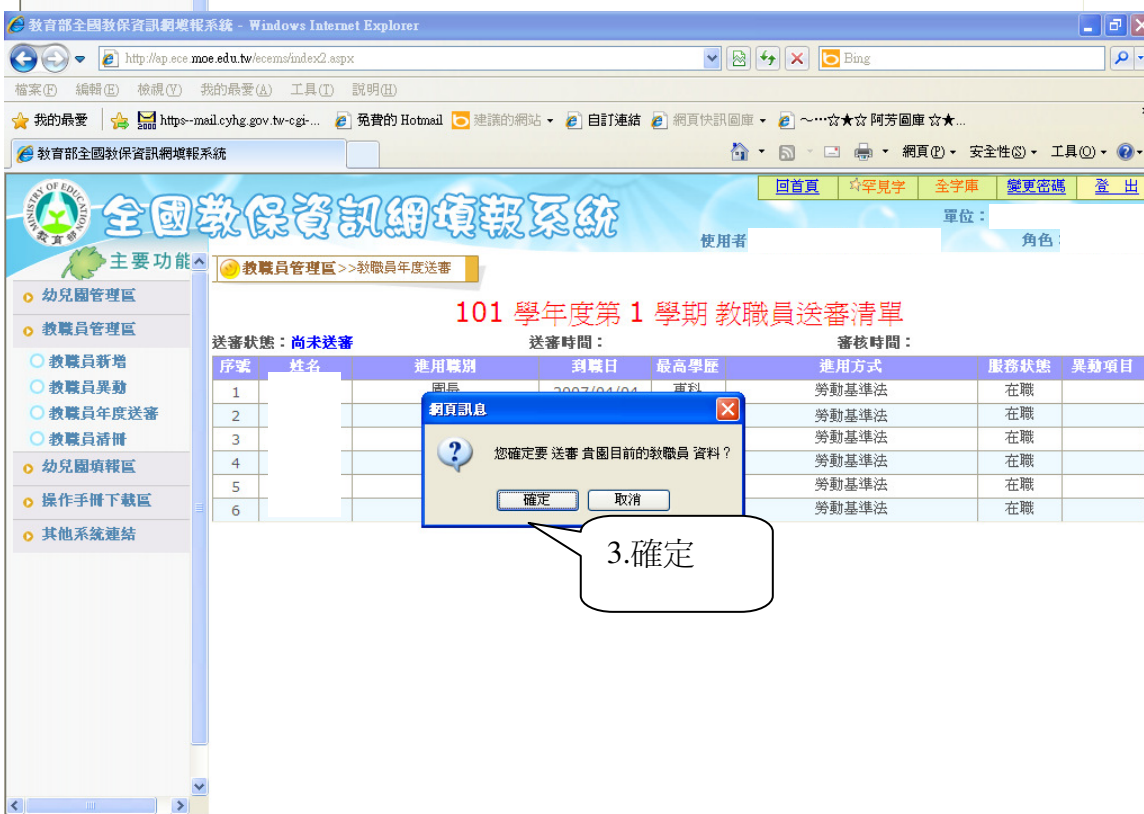 教育部全國教保資訊網填報系統 - Windows Internet Explorer
http://ap.ece.moe.edu.tw/ecems/index2.aspx
Bing
檔案(F) 編輯(E) 檢視(V) 我的最愛(A) 工具(T) 說明(H)
我的最愛 https--mail.cyhg.gov.tw-cgi-... 免費的 Hotmail 建議的網站 自訂連結 網頁快訊圖庫 ～…☆★☆ 阿芳圖庫 ☆★...
教育部全國教保資訊網填報系統 網頁(P) 安全性(S) 工具(O)
回首頁 ☆罕見字 全字庫 變更密碼 登 出
MINISTRY OF EDUCATION
教育部
全國教保資訊網填報系統
單位：
使用者 角色：
主要功能
教職員管理區>>教職員年度送審
幼兒園管理區
教職員管理區
教職員新增
教職員異動
教職員年度送審
教職員清冊
幼兒園填報區
操作手冊下載區
其他系統連結
101 學年度第 1 學期 教職員送審清單
送審狀態：尚未送審 送審時間： 審核時間：
序號 姓名 進用職別 到職日 最高學歷 進用方式 服務狀態 異動項目
1 園長 2007/04/04 專科 勞動基準法 在職
2 勞動基準法 在職
3 勞動基準法 在職
4 勞動基準法 在職
5 勞動基準法 在職
6 勞動基準法 在職
網頁訊息
您確定要 送審 貴園目前的教職員 資料？
確定 取消
3.確定